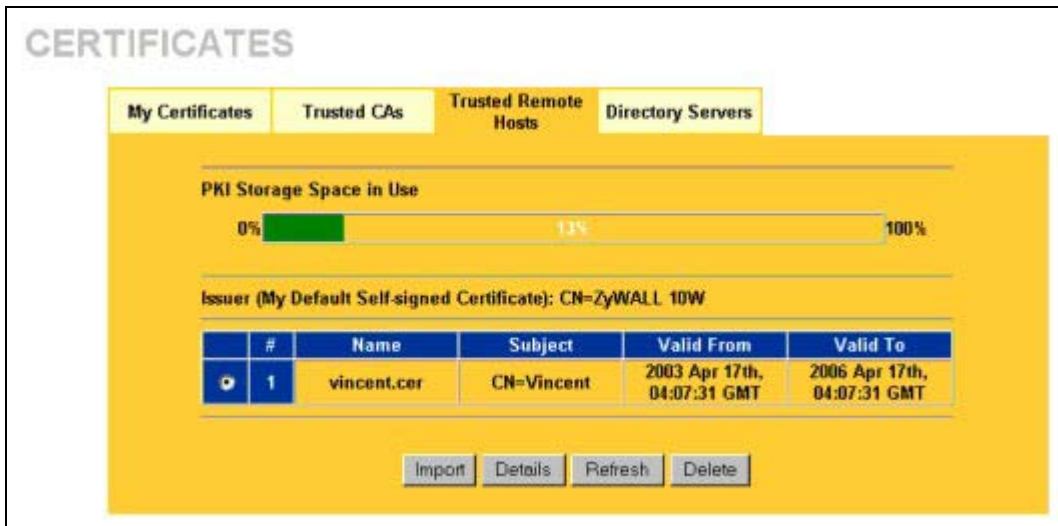 CERTIFICATES
My Certificates
Trusted CAs
Trusted Remote
Hosts
Directory Servers
PKI Storage Space in Use
0%
13%
100%
Issuer (My Default Self-signed Certificate): CN=ZyWALL 10W
# Name Subject Valid From Valid To
1 vincent.cer CN=Vincent 2003 Apr 17th, 04:07:31 GMT 2006 Apr 17th, 04:07:31 GMT
Import Details Refresh Delete